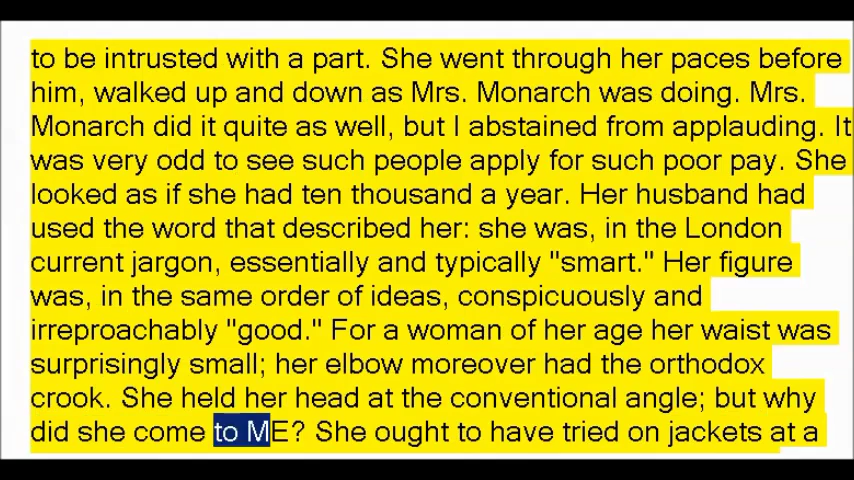 to be intrusted with a part. She went through her paces before
him, walked up and down as Mrs. Monarch was doing. Mrs.
Monarch did it quite as well, but I abstained from applauding. It
was very odd to see such people apply for such poor pay. She
looked as if she had ten thousand a year. Her husband had
used the word that described her: she was, in the London
current jargon, essentially and typically "smart." Her figure
was, in the same order of ideas, conspicuously and
irreproachably "good." For a woman of her age her waist was
surprisingly small; her elbow moreover had the orthodox
crook. She held her head at the conventional angle; but why
did she come to ME? She ought to have tried on jackets at a